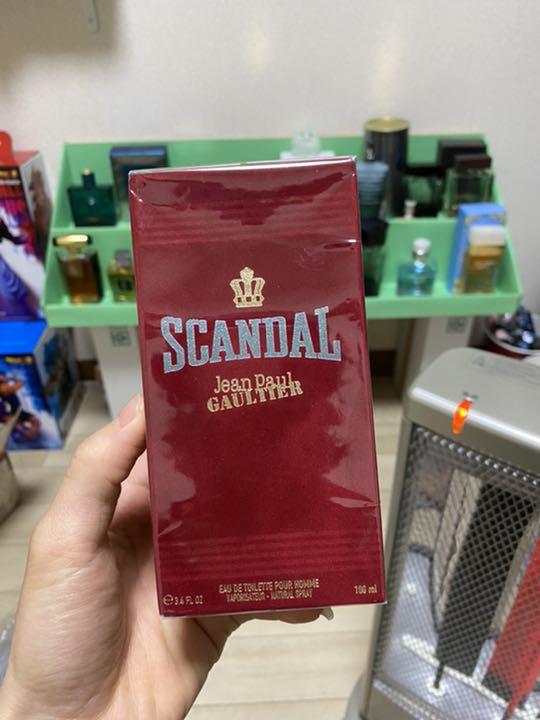 SCANDAL
Jean Paul
GAULTIER
EAU DE TOILETTE POUR HOMME
VAPORISATEUR - NATURAL SPRAY
℮ 3.4 FL OZ
100 ml